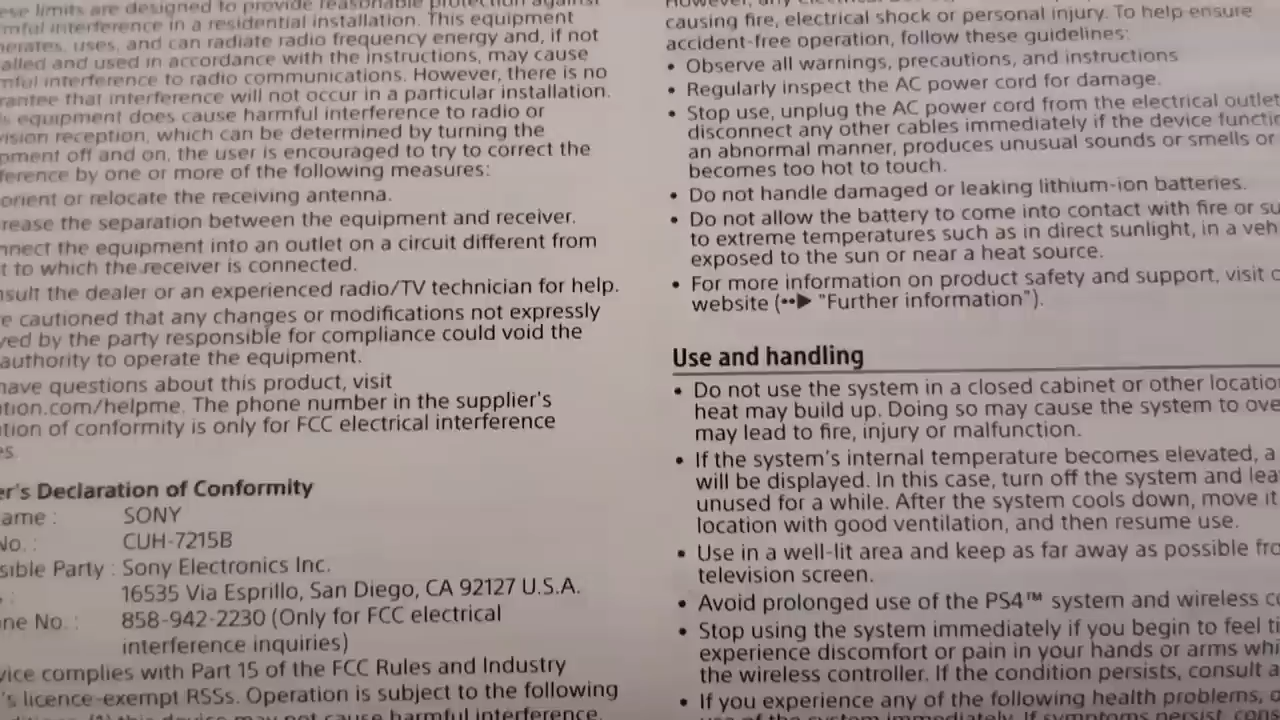 limits are designed to provide reasonable protection against
interference in a residential installation. This equipment
uses, and can radiate radio frequency energy and, if not
and used in accordance with the instructions, may cause
interference to radio communications. However, there is no
that interference will not occur in a particular installation.
equipment does cause harmful interference to radio or
reception, which can be determined by turning the
off and on, the user is encouraged to try to correct the
by one or more of the following measures:
orient or relocate the receiving antenna.
the separation between the equipment and receiver.
the equipment into an outlet on a circuit different from
to which the receiver is connected.
the dealer or an experienced radio/TV technician for help.
cautioned that any changes or modifications not expressly
by the party responsible for compliance could void the
authority to operate the equipment.
have questions about this product, visit
tion.com/helpme. The phone number in the supplier's
tion of conformity is only for FCC electrical interference
es.
er's Declaration of Conformity
ame : SONY
No. : CUH-7215B
sible Party : Sony Electronics Inc.
: 16535 Via Esprillo, San Diego, CA 92127 U.S.A.
ne No. : 858-942-2230 (Only for FCC electrical
interference inquiries)
vice complies with Part 15 of the FCC Rules and Industry
's licence-exempt RSSs. Operation is subject to the following
(1) this device may not cause harmful interference,
However, any
causing fire, electrical shock or personal injury. To help ensure
accident-free operation, follow these guidelines:
• Observe all warnings, precautions, and instructions
• Regularly inspect the AC power cord for damage.
• Stop use, unplug the AC power cord from the electrical outlet
disconnect any other cables immediately if the device functi
an abnormal manner, produces unusual sounds or smells or
becomes too hot to touch.
• Do not handle damaged or leaking lithium-ion batteries.
• Do not allow the battery to come into contact with fire or su
to extreme temperatures such as in direct sunlight, in a veh
exposed to the sun or near a heat source.
• For more information on product safety and support, visit
website (••▶ "Further information").
Use and handling
• Do not use the system in a closed cabinet or other locatio
heat may build up. Doing so may cause the system to ove
may lead to fire, injury or malfunction.
• If the system's internal temperature becomes elevated, a
will be displayed. In this case, turn off the system and lea
unused for a while. After the system cools down, move it
location with good ventilation, and then resume use.
• Use in a well-lit area and keep as far away as possible fro
television screen.
• Avoid prolonged use of the PS4™ system and wireless co
• Stop using the system immediately if you begin to feel ti
experience discomfort or pain in your hands or arms whi
the wireless controller. If the condition persists, consult a
• If you experience any of the following health problems,
use of the system immediately. If symptoms persist, cons